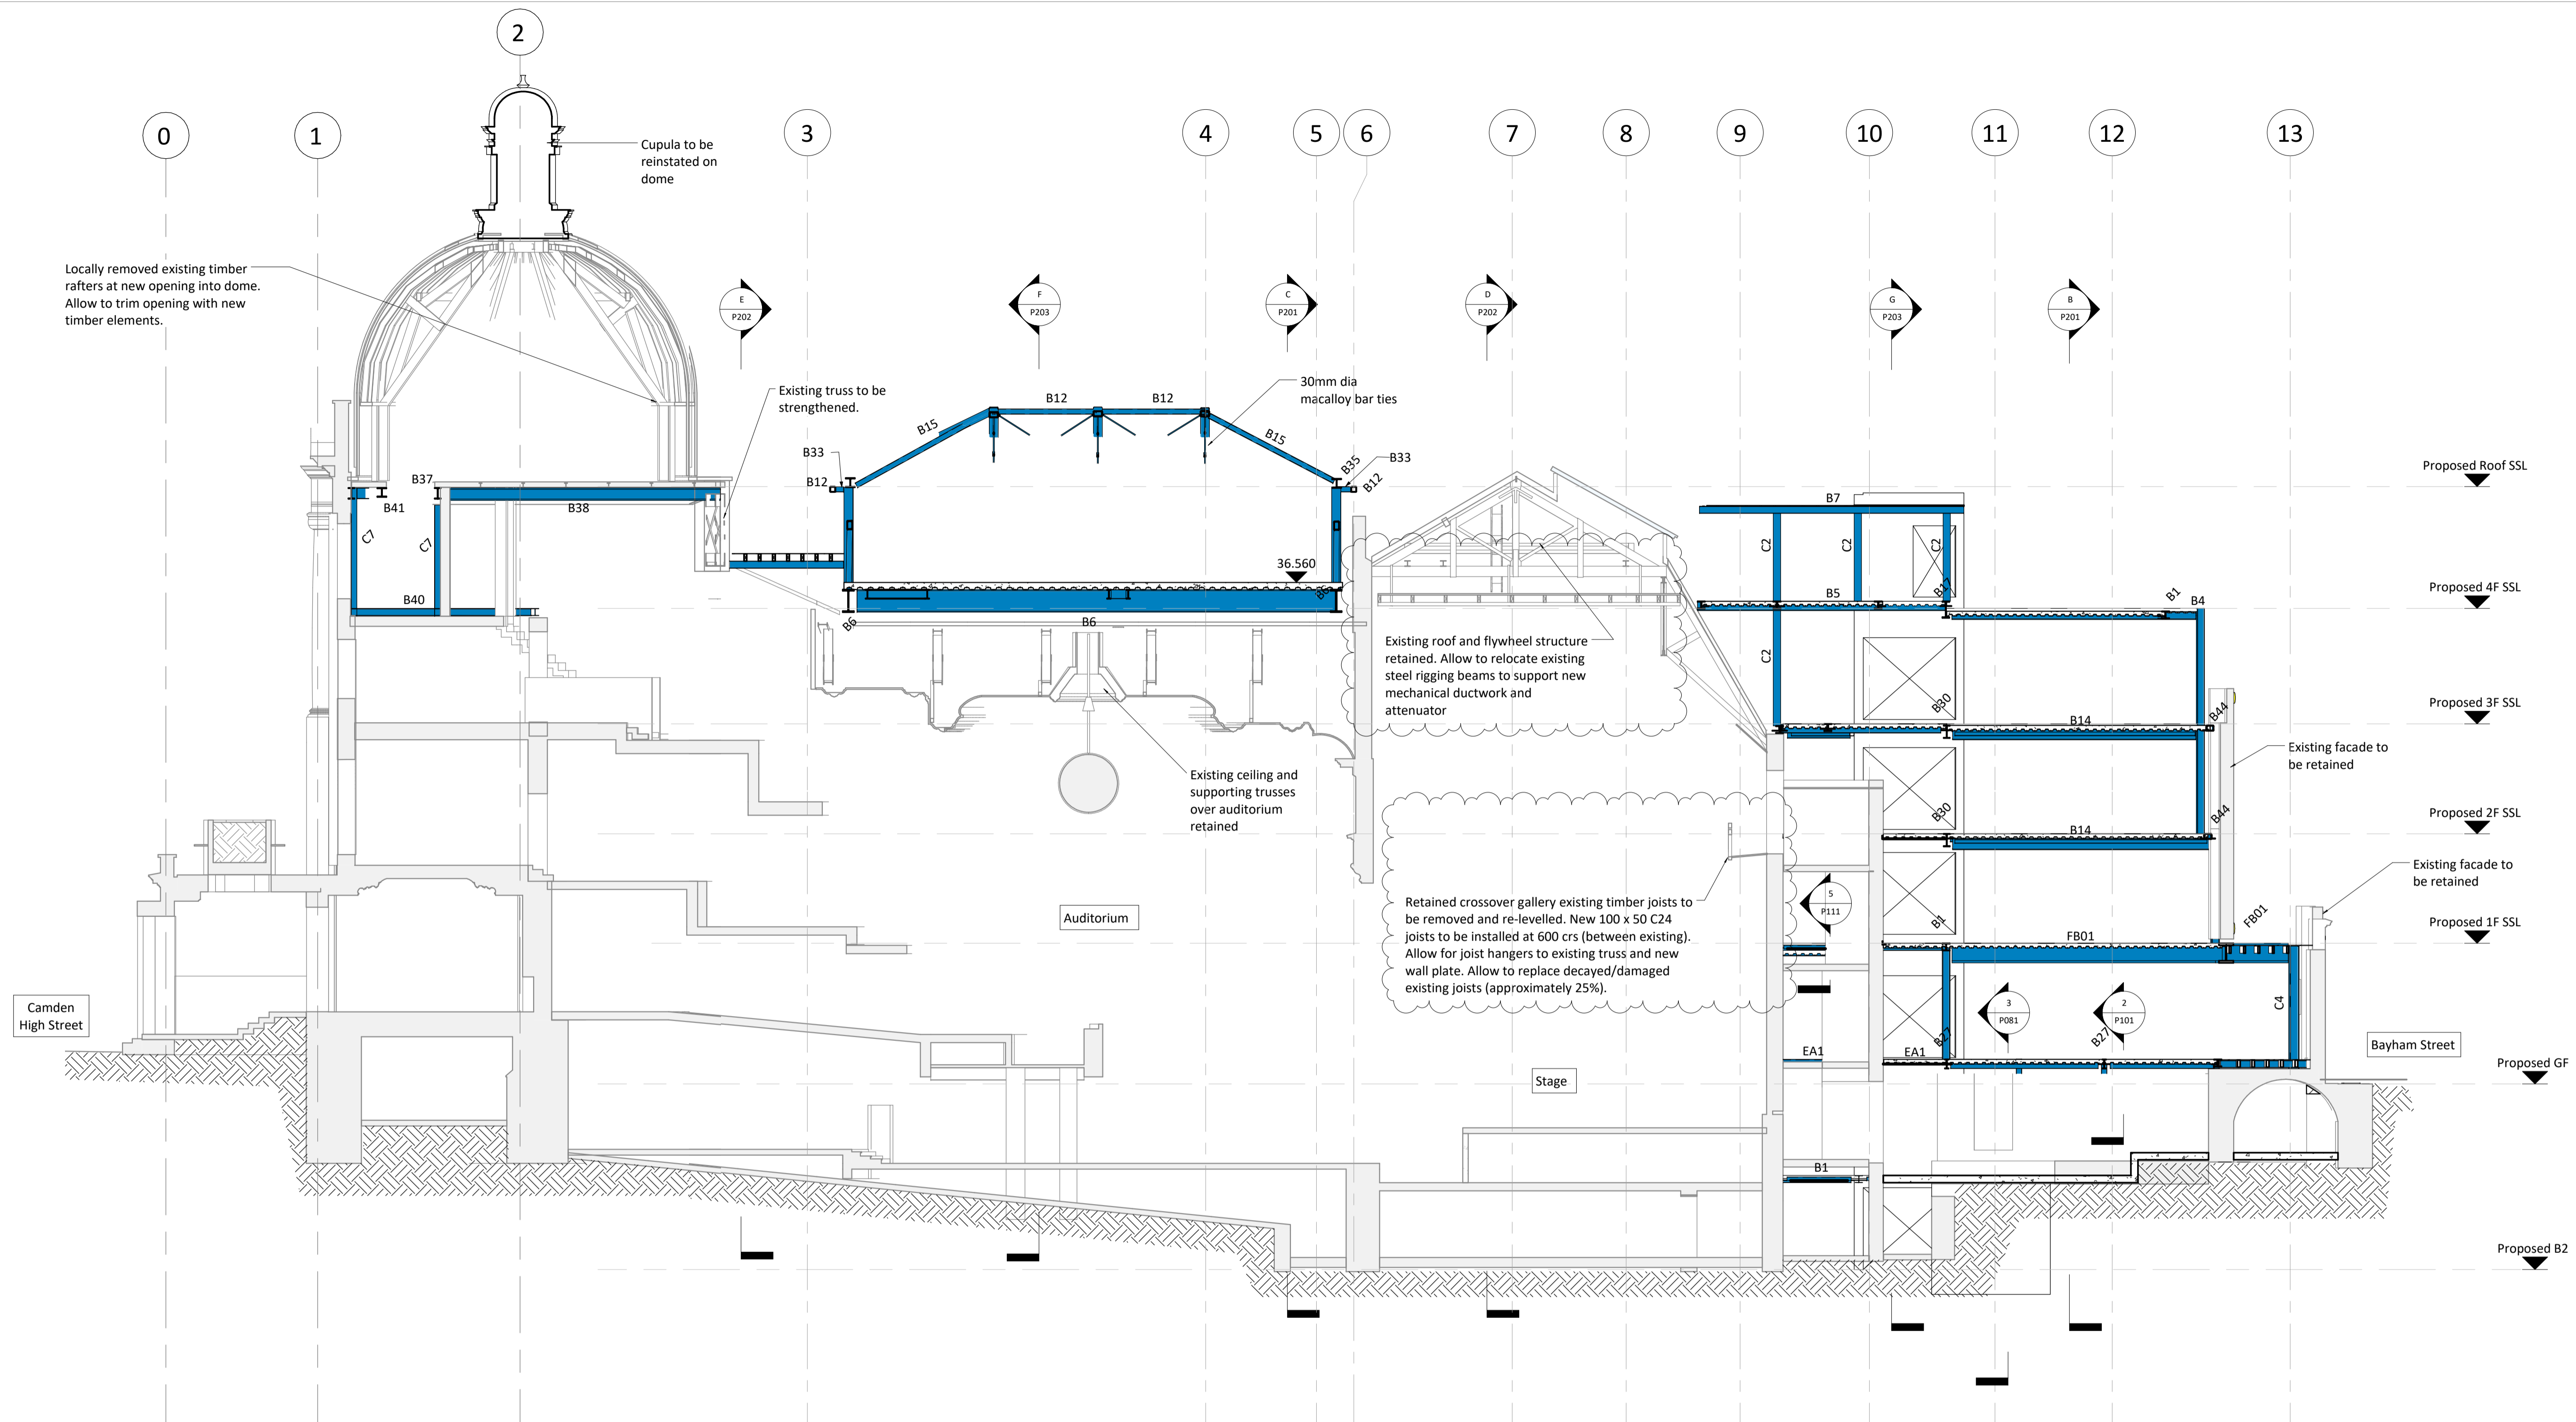 2
0
1
3
4
5
6
7
8
9
10
11
12
13
Cupula to be
reinstated on
dome
Locally removed existing timber
rafters at new opening into dome.
Allow to trim opening with new
timber elements.
E
P202
F
P203
C
P201
D
P202
G
P203
B
P201
Existing truss to be
strengthened.
30mm dia
macalloy bar ties
B12
B12
B15
B15
B33
B12
B35
B33
B12
Proposed Roof SSL
B37
B41
B38
C7
C7
B40
36.560
B6
B6
B7
C2
C2
C2
B5
B1
B4
Proposed 4F SSL
C2
Existing roof and flywheel structure
retained. Allow to relocate existing
steel rigging beams to support new
mechanical ductwork and
attenuator
B30
B14
B44
Proposed 3F SSL
Existing facade to
be retained
Existing ceiling and
supporting trusses
over auditorium
retained
B30
B14
B44
Proposed 2F SSL
Existing facade to
be retained
5
P111
Auditorium
Retained crossover gallery existing timber joists to
be removed and re-levelled. New 100 x 50 C24
joists to be installed at 600 crs (between existing).
Allow for joist hangers to existing truss and new
wall plate. Allow to replace decayed/damaged
existing joists (approximately 25%).
B1
FB01
FB01
Proposed 1F SSL
Camden
High Street
3
P081
2
P101
C4
B27
B27
EA1
EA1
Bayham Street
Stage
Proposed GF
B1
Proposed B2